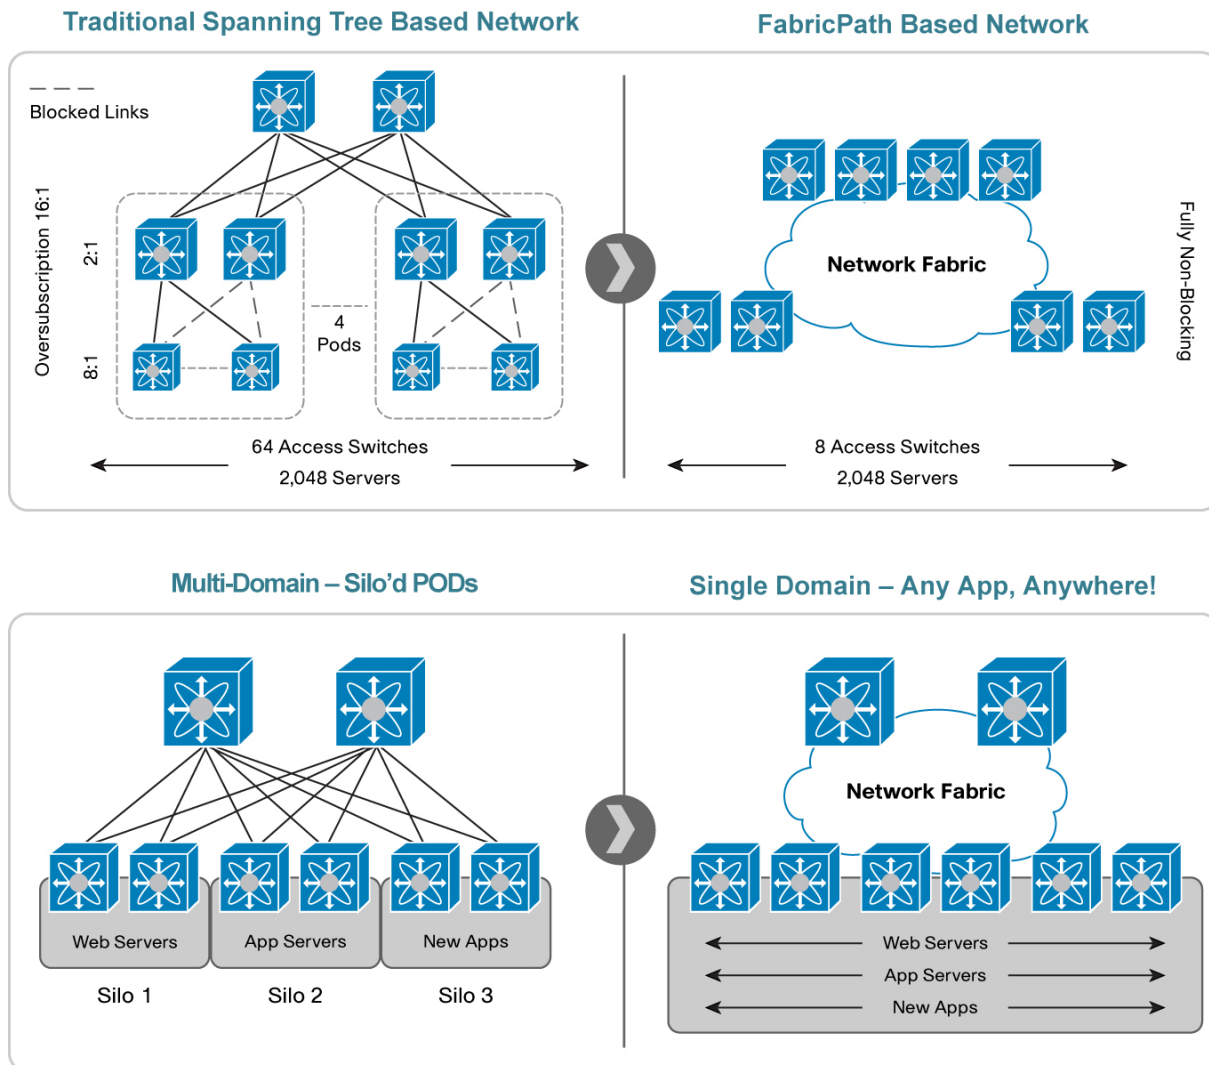 Traditional Spanning Tree Based Network
FabricPath Based Network
Blocked Links
Oversubscription 16:1
2:1
8:1
4
Pods
64 Access Switches
2,048 Servers
Network Fabric
Fully Non-Blocking
8 Access Switches
2,048 Servers
Multi-Domain – Silo'd PODs
Single Domain – Any App, Anywhere!
Web Servers
App Servers
New Apps
Silo 1
Silo 2
Silo 3
Network Fabric
Web Servers
App Servers
New Apps